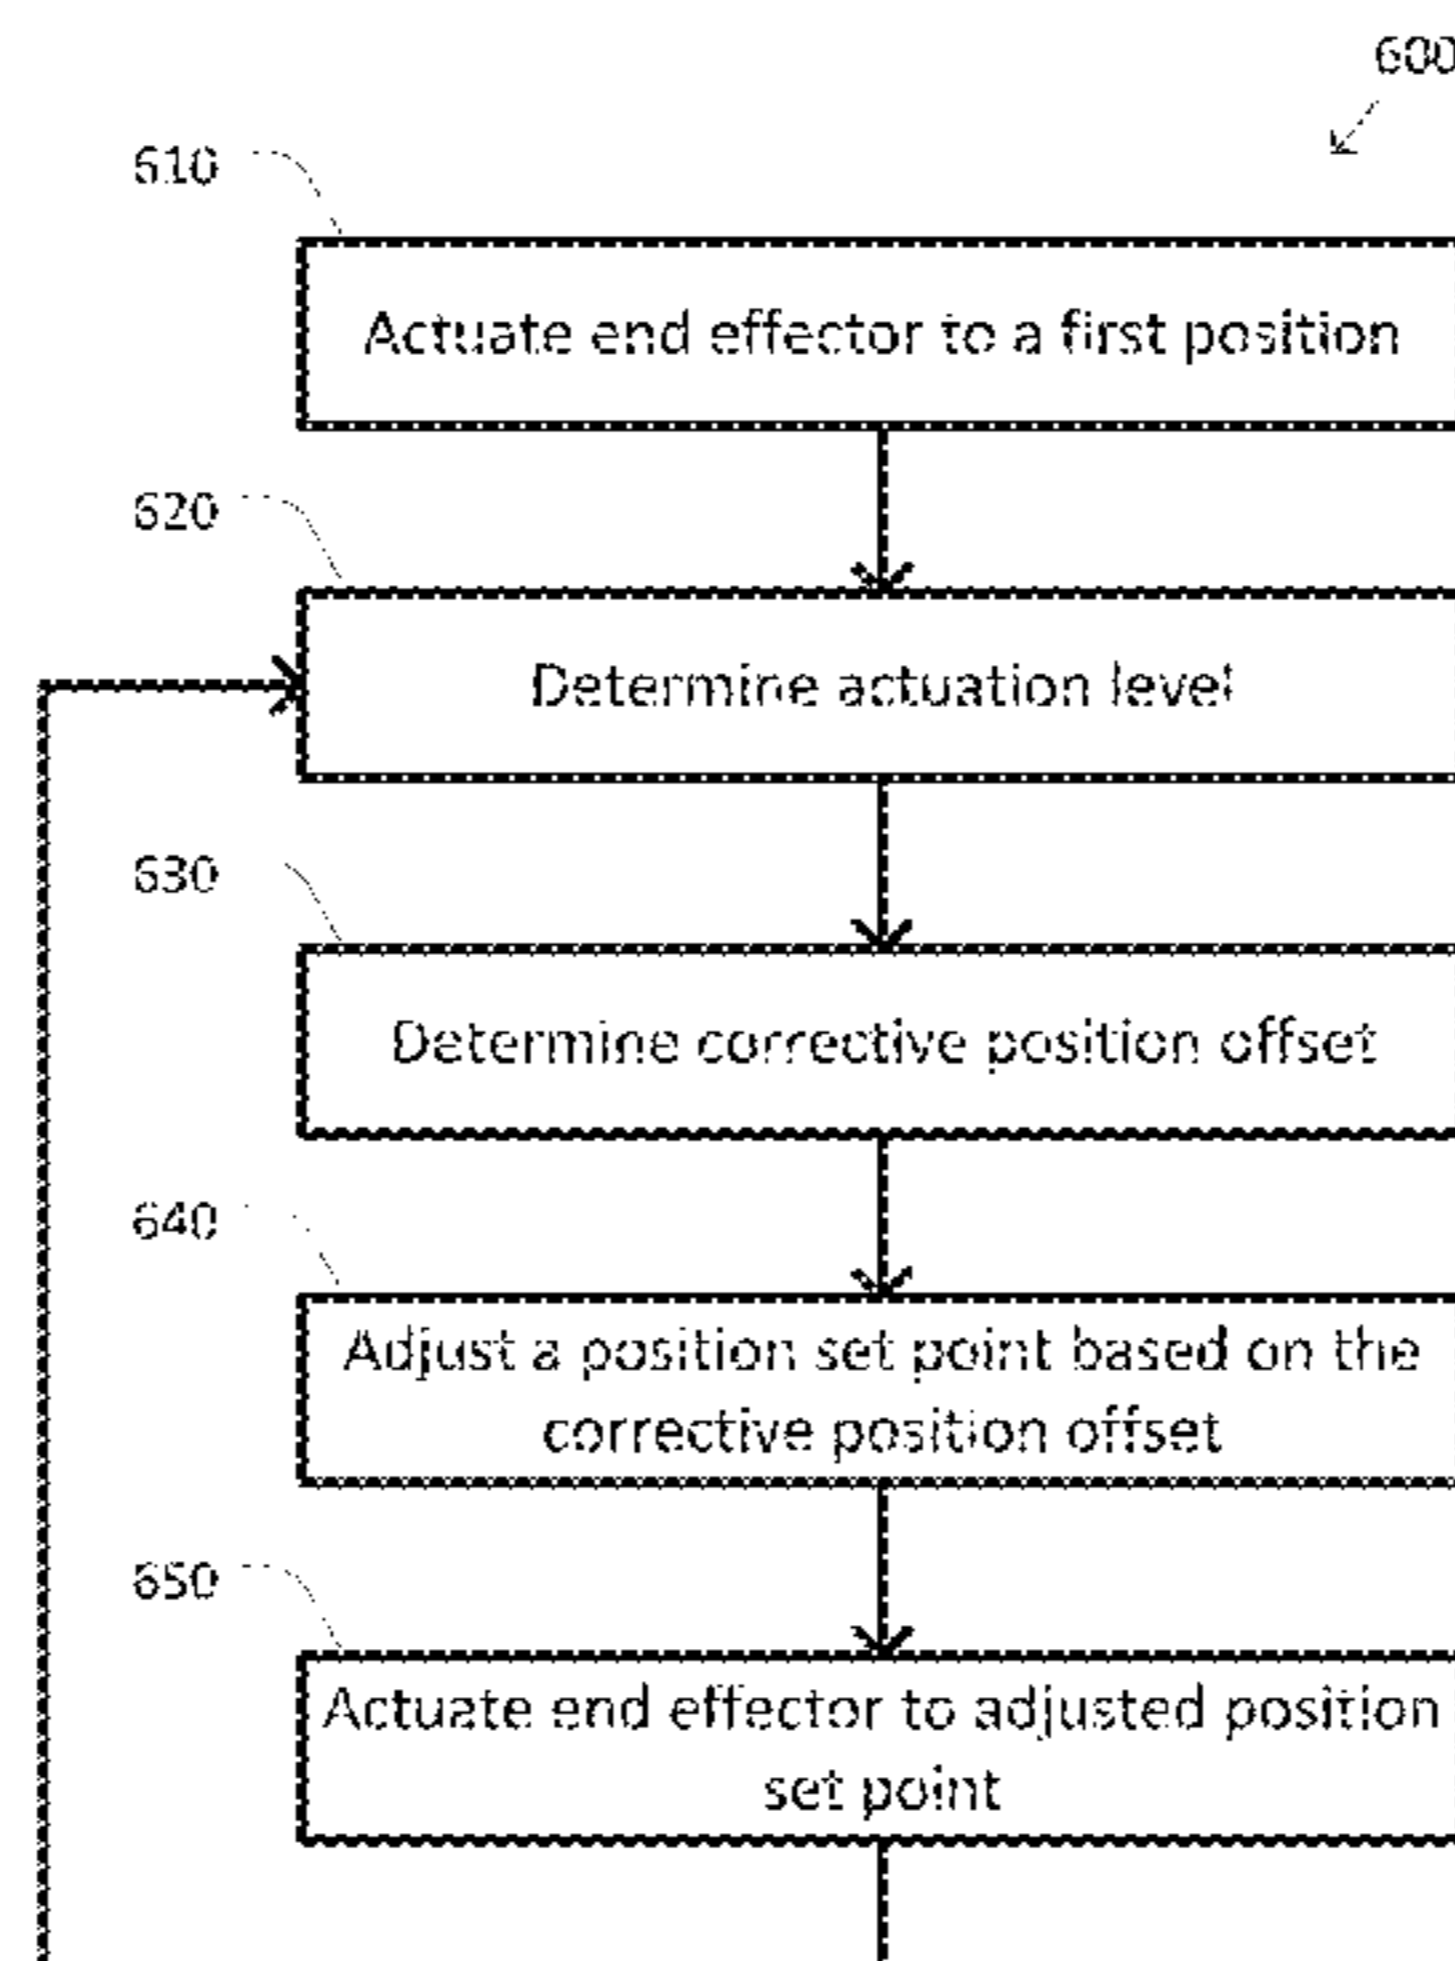 600
610
Actuate end effector to a first position
620
Determine actuation level
630
Determine corrective position offset
640
Adjust a position set point based on the
corrective position offset
650
Actuate end effector to adjusted position
set point